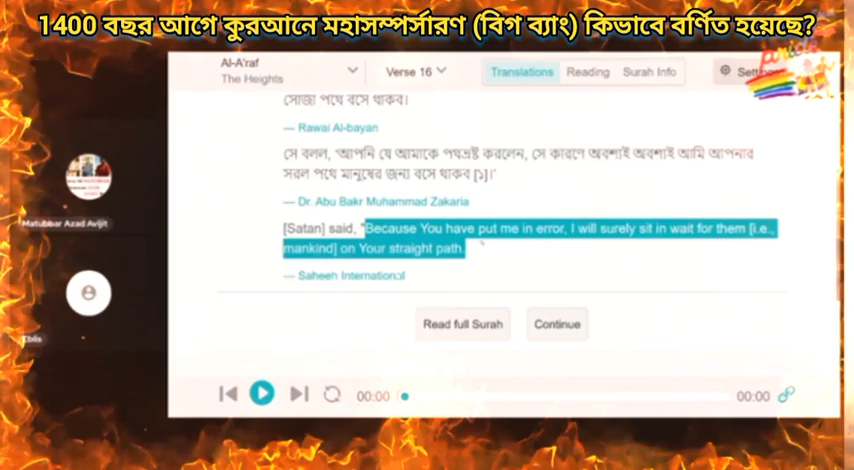 1400 বছর আগে কুরআনে মহাসম্পর্সারণ (বিগ ব্যাং) কিভাবে বর্ণিত হয়েছে?
pride
Al-A'raf
The Heights
Verse 16
Translations Reading Surah Info
Settings
সোজা পথে বসে থাকব।
— Rawai Al-bayan
সে বলল, ‘আপনি যে আমাকে পথভ্রষ্ট করলেন, সে কারণে অবশ্যই অবশ্যই আমি আপনার
সরল পথে মানুষের জন্য বসে থাকব [১]।’
— Dr. Abu Bakr Muhammad Zakaria
[Satan] said, "Because You have put me in error, I will surely sit in wait for them [i.e.,
mankind] on Your straight path.
— Saheeh International
Matubbar Azad Avijit
Eblis
Read full Surah Continue
00:00 00:00